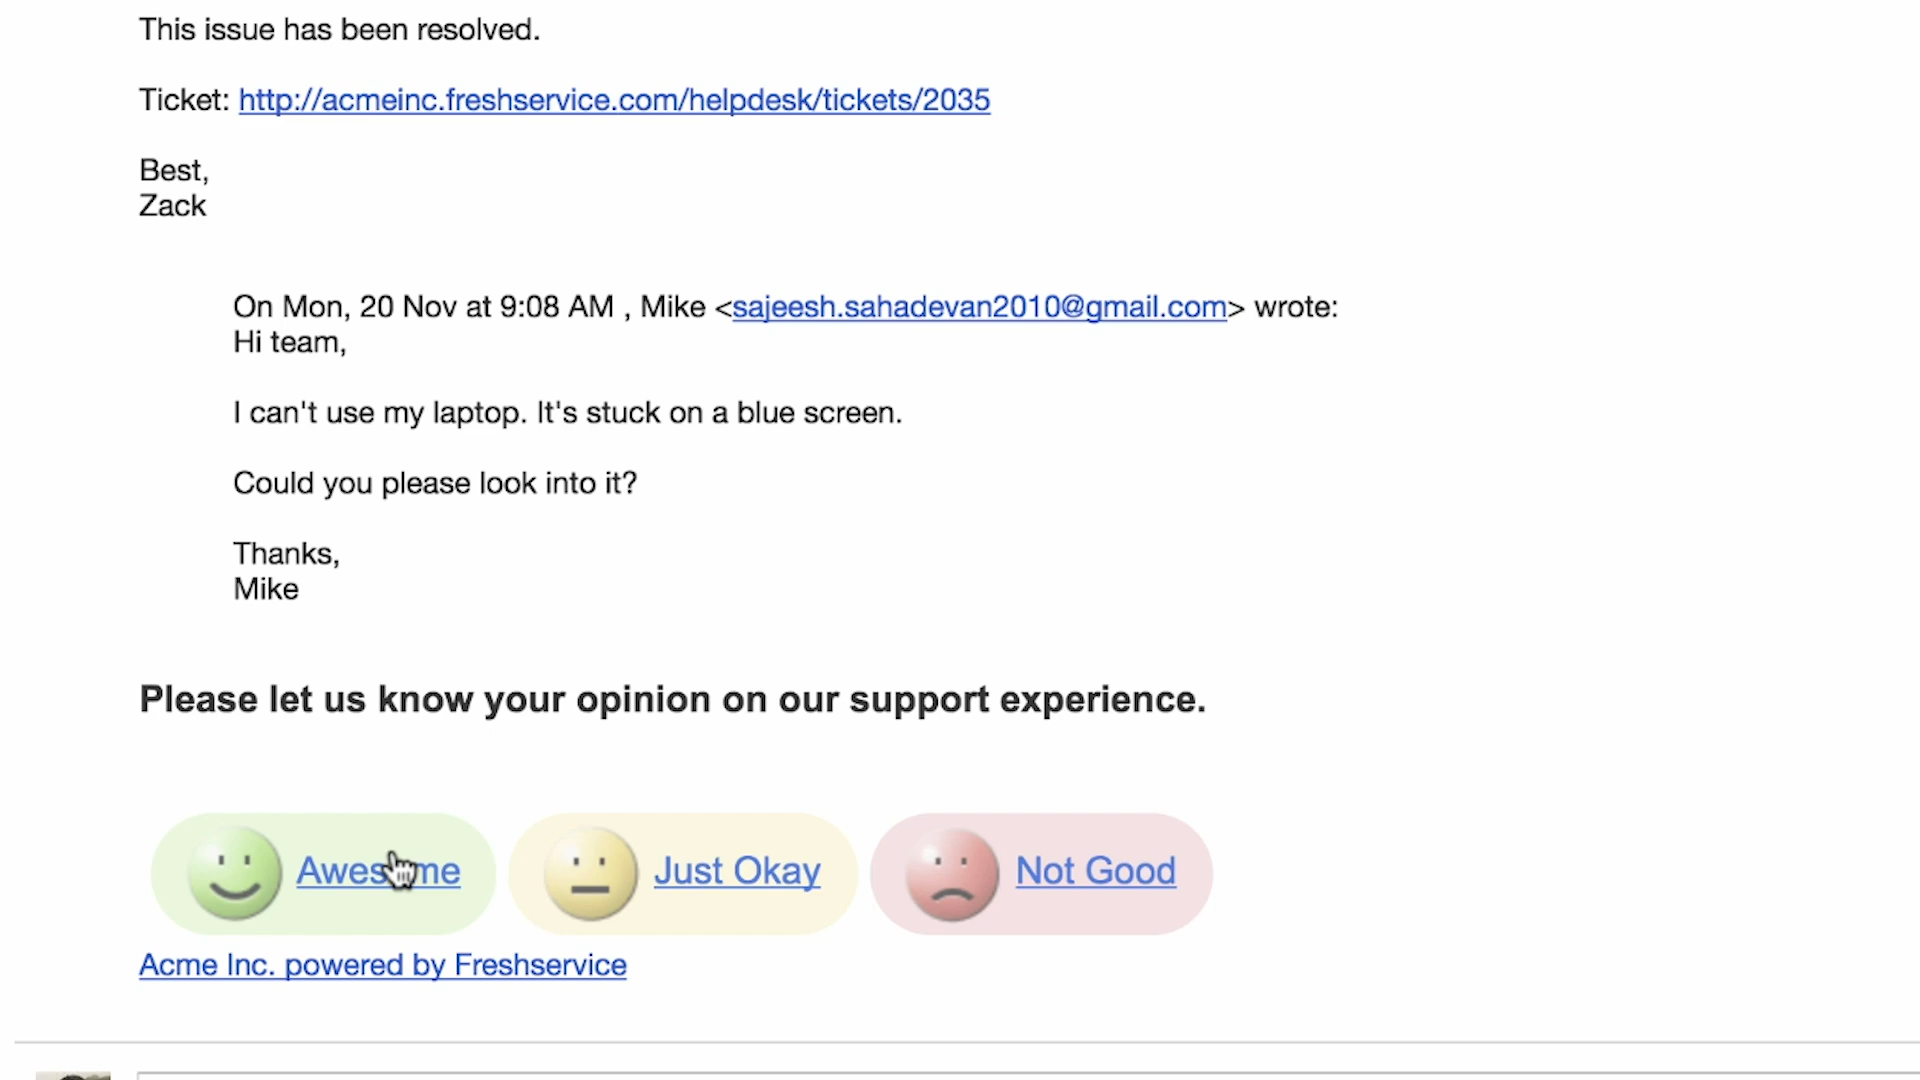 This issue has been resolved.
Ticket: http://acmeinc.freshservice.com/helpdesk/tickets/2035
Best,
Zack
On Mon, 20 Nov at 9:08 AM , Mike <sajeesh.sahadevan2010@gmail.com> wrote:
Hi team,
I can't use my laptop. It's stuck on a blue screen.
Could you please look into it?
Thanks,
Mike
Please let us know your opinion on our support experience.
Awesome
Just Okay
Not Good
Acme Inc. powered by Freshservice